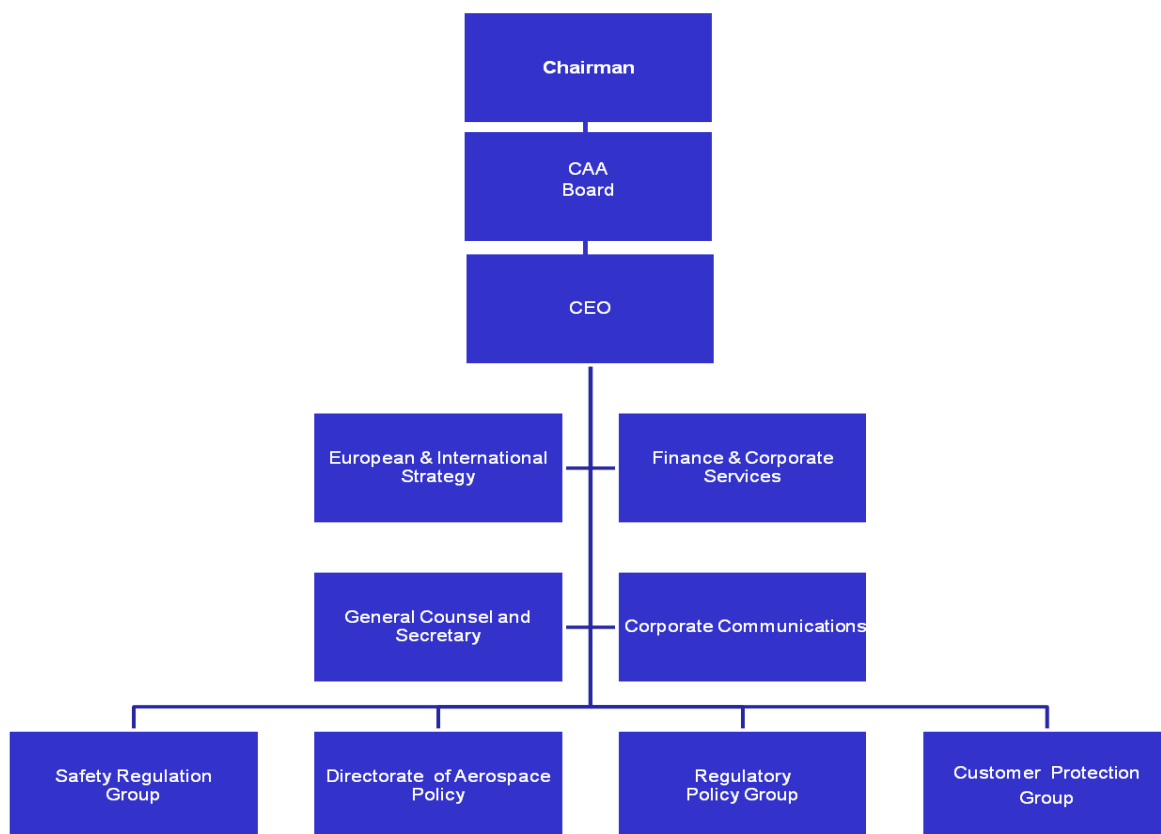 Chairman
CAA
Board
CEO
European & International
Strategy
Finance & Corporate
Services
General Counsel and
Secretary
Corporate Communications
Safety Regulation
Group
Directorate of Aerospace
Policy
Regulatory
Policy Group
Customer Protection
Group